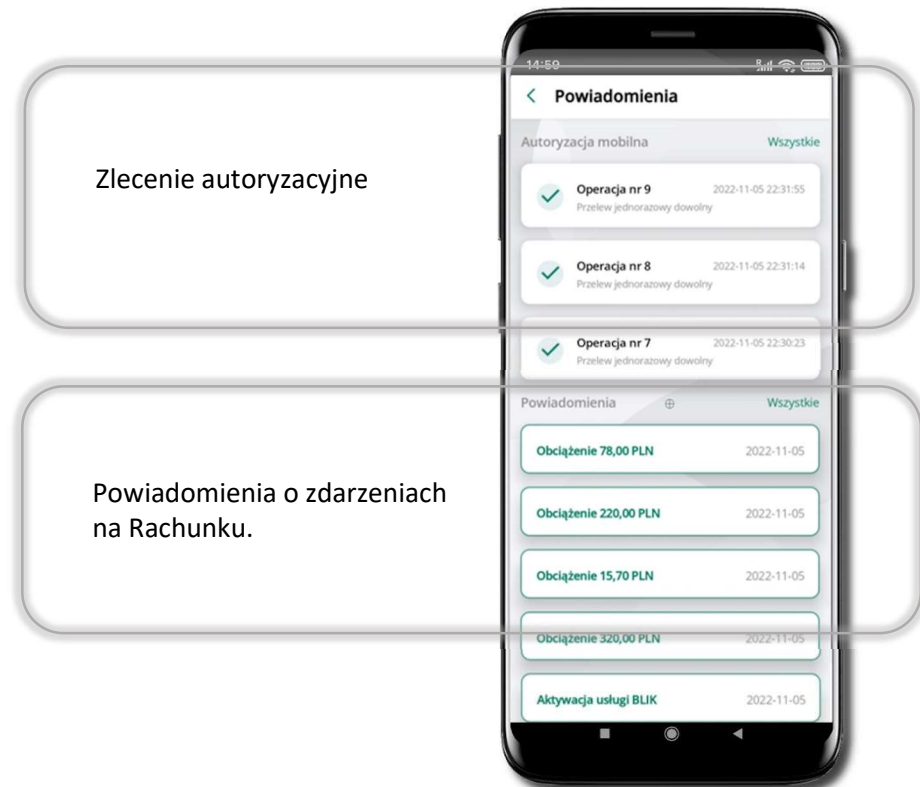 14:59
Powiadomienia
Autoryzacja mobilna Wszystkie
Zlecenie autoryzacyjne
Operacja nr 9 2022-11-05 22:31:55
Przelew jednorazowy dowolny
Operacja nr 8 2022-11-05 22:31:14
Przelew jednorazowy dowolny
Operacja nr 7 2022-11-05 22:30:23
Przelew jednorazowy dowolny
Powiadomienia Wszystkie
Powiadomienia o zdarzeniach
na Rachunku.
Obciążenie 78,00 PLN 2022-11-05
Obciążenie 220,00 PLN 2022-11-05
Obciążenie 15,70 PLN 2022-11-05
Obciążenie 320,00 PLN 2022-11-05
Aktywacja usługi BLIK 2022-11-05